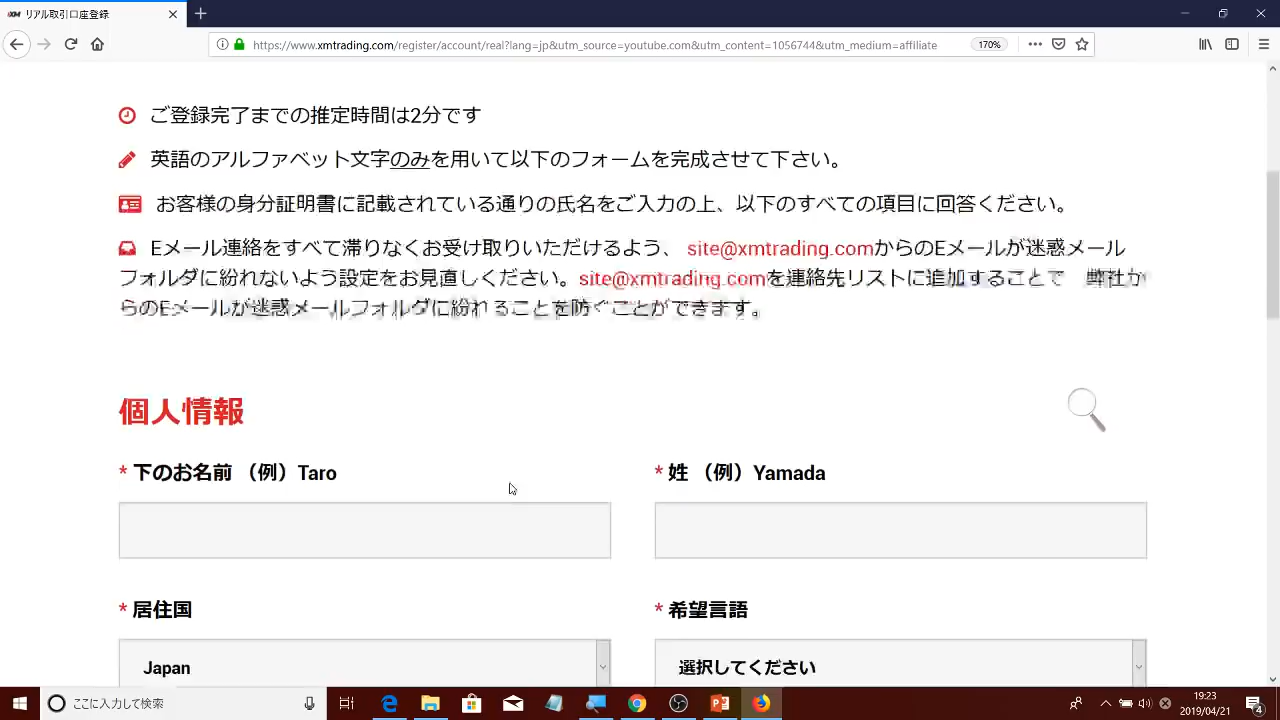 リアル取引口座登録
https://www.xmtrading.com/register/account/real?lang=jp&utm_source=youtube.com&utm_content=1056744&utm_medium=affiliate
170%
ご登録完了までの推定時間は2分です
英語のアルファベット文字のみを用いて以下のフォームを完成させて下さい。
お客様の身分証明書に記載されている通りの氏名をご入力の上、以下のすべての項目に回答ください。
Eメール連絡をすべて滞りなくお受け取りいただけるよう、 site@xmtrading.comからのEメールが迷惑メール
フォルダに紛れないよう設定をお見直しください。site@xmtrading.comを連絡先リストに追加することで 弊社か
らのEメールが迷惑メールフォルダに紛れることを防ぐことができます。
個人情報
* 下のお名前 （例）Taro
* 姓 （例）Yamada
* 居住国
* 希望言語
Japan
選択してください
ここに入力して検索
19:23
2019/04/21
4